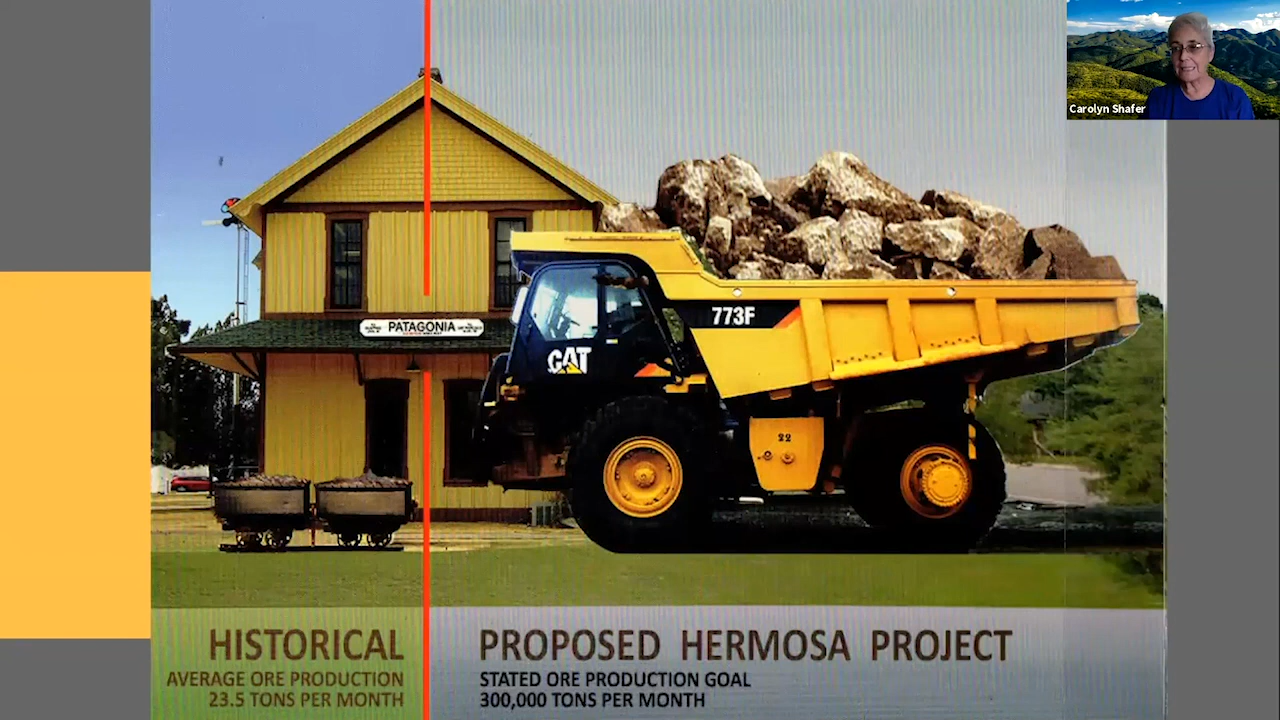 Carolyn Shafer
PATAGONIA
773F
CAT
22
HISTORICAL
AVERAGE ORE PRODUCTION
23.5 TONS PER MONTH
PROPOSED HERMOSA PROJECT
STATED ORE PRODUCTION GOAL
300,000 TONS PER MONTH